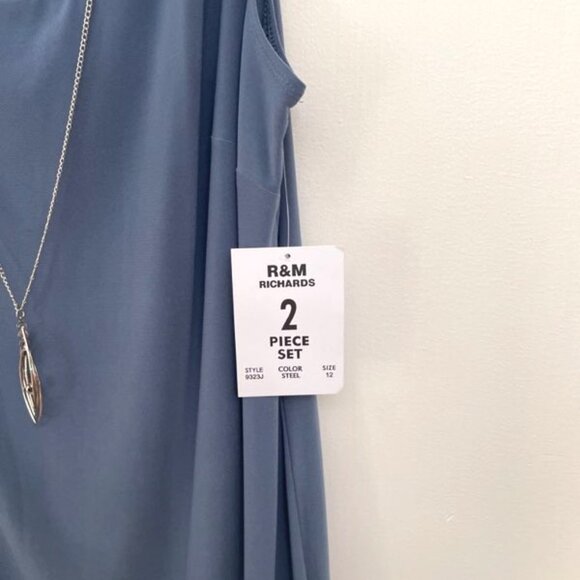 R&M
RICHARDS
2
PIECE
SET
STYLE COLOR SIZE
9323J STEEL 12